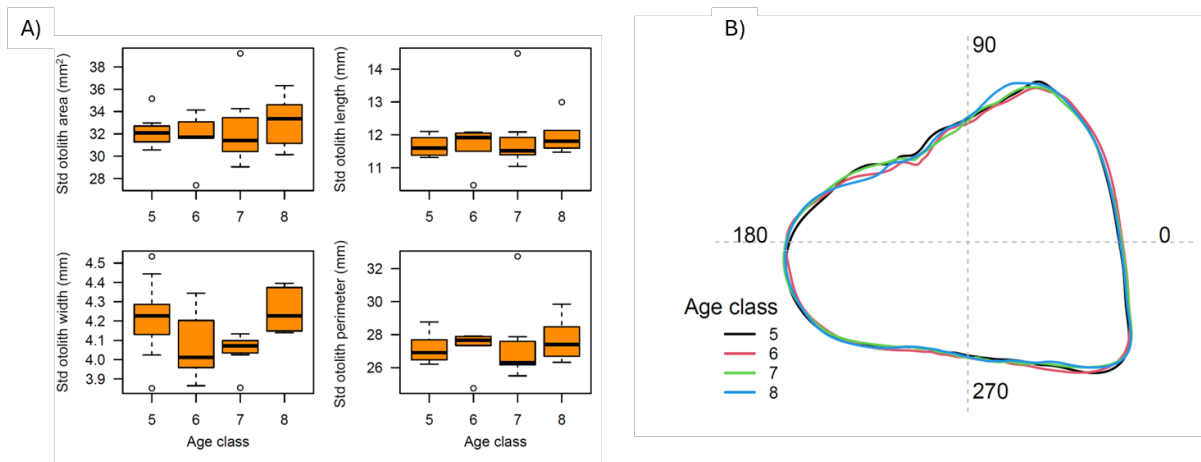 A)
Std otolith area (mm²)
38
36
34
32
30
28
5 6 7 8
Std otolith length (mm)
14
13
12
11
5 6 7 8
Std otolith width (mm)
4.5
4.4
4.3
4.2
4.1
4.0
3.9
5 6 7 8
Age class
Std otolith perimeter (mm)
32
30
28
26
5 6 7 8
Age class
B)
90
180
0
270
Age class
5
6
7
8